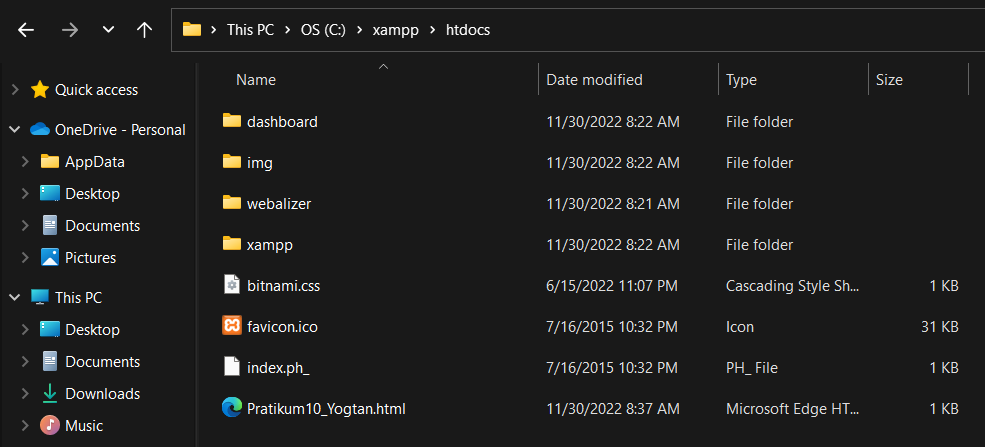 This PC > OS (C:) > xampp > htdocs
Name Date modified Type Size
Quick access
OneDrive - Personal
AppData
Desktop
Documents
Pictures
This PC
Desktop
Documents
Downloads
Music
dashboard 11/30/2022 8:22 AM File folder
img 11/30/2022 8:22 AM File folder
webalizer 11/30/2022 8:21 AM File folder
xampp 11/30/2022 8:22 AM File folder
bitnami.css 6/15/2022 11:07 PM Cascading Style Sh... 1 KB
favicon.ico 7/16/2015 10:32 PM Icon 31 KB
index.ph_ 7/16/2015 10:32 PM PH_ File 1 KB
Pratikum10_Yogtan.html 11/30/2022 8:37 AM Microsoft Edge HT... 1 KB